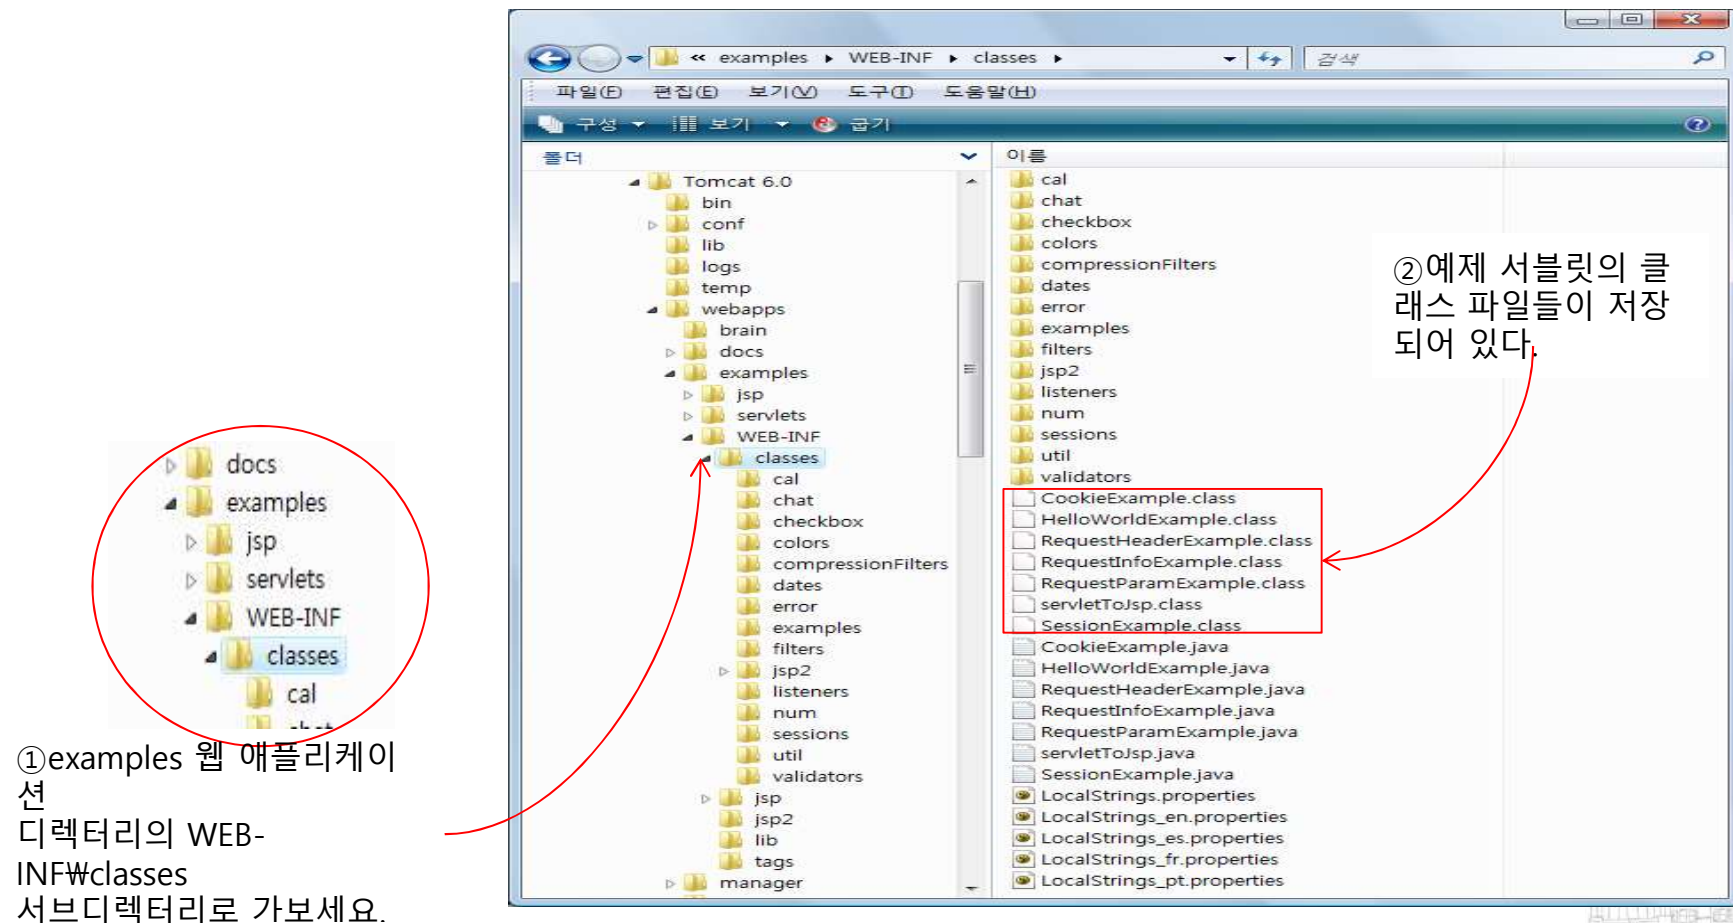 « examples ▸ WEB-INF ▸ classes ▸
검색
파일(F) 편집(E) 보기(V) 도구(T) 도움말(H)
구성 보기 굽기
폴더
Tomcat 6.0
bin
conf
lib
logs
temp
webapps
brain
docs
examples
jsp
servlets
WEB-INF
classes
cal
chat
checkbox
colors
compressionFilters
dates
error
examples
filters
jsp2
listeners
num
sessions
util
validators
jsp
jsp2
lib
tags
manager
이름
cal
chat
checkbox
colors
compressionFilters
dates
error
examples
filters
jsp2
listeners
num
sessions
util
validators
CookieExample.class
HelloWorldExample.class
RequestHeaderExample.class
RequestInfoExample.class
RequestParamExample.class
servletToJsp.class
SessionExample.class
CookieExample.java
HelloWorldExample.java
RequestHeaderExample.java
RequestInfoExample.java
RequestParamExample.java
servletToJsp.java
SessionExample.java
LocalStrings.properties
LocalStrings_en.properties
LocalStrings_es.properties
LocalStrings_fr.properties
LocalStrings_pt.properties
②예제 서블릿의 클
래스 파일들이 저장
되어 있다.
docs
examples
jsp
servlets
WEB-INF
classes
cal
chat
①examples 웹 애플리케이
션
디렉터리의 WEB-
INF₩classes
서브디렉터리로 가보세요.